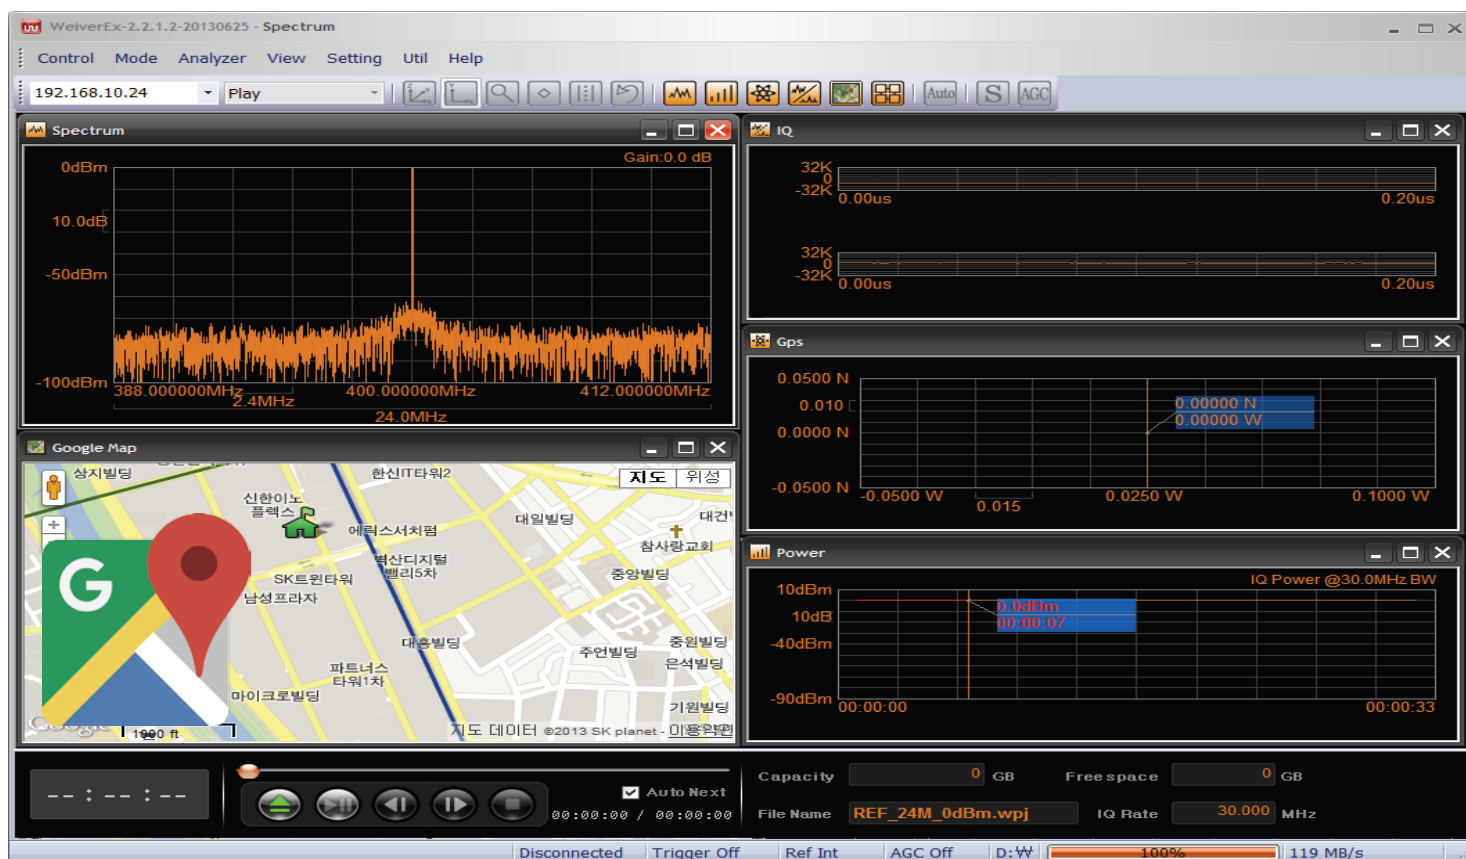 WeiverEx-2.2.1.2-20130625 - Spectrum
Control Mode Analyzer View Setting Util Help
192.168.10.24 Play Auto S AGC
Spectrum
Gain:0.0 dB
0dBm
10.0dB
-50dBm
-100dBm
388.000000MHz 400.000000MHz 412.000000MHz
2.4MHz
24.0MHz
IQ
32K
0
-32K
0.00us 0.20us
32K
0
-32K
0.00us 0.20us
Gps
0.0500 N
0.010
0.0000 N
-0.0500 N
0.00000 N
0.00000 W
-0.0500 W 0.0250 W 0.1000 W
0.015
Google Map
상지빌딩
한신IT타워2
지도 위성
신한이노
플렉스
에릭스서치펌
대일빌딩
대건
참사랑교회
벽산디지털
밸리5차
SK트윈타워
중앙빌딩
남성프라자
G
대흥빌딩
중원빌딩
주언빌딩
은석빌딩
파트너스
타워1차
마이크로빌딩
기원빌딩
Google
1000 ft
지도 데이터 ©2013 SK planet - 이용약관
Power
IQ Power @30.0MHz BW
10dBm
10dB
-40dBm
-90dBm
0.0dBm
00:00:07
00:00:00 00:00:33
-- : -- : --
Auto Next
00:00:00 / 00:00:00
Capacity 0 GB Free space 0 GB
File Name REF_24M_0dBm.wpj IQ Rate 30.000 MHz
Disconnected Trigger Off Ref Int AGC Off D:₩ 100% 119 MB/s